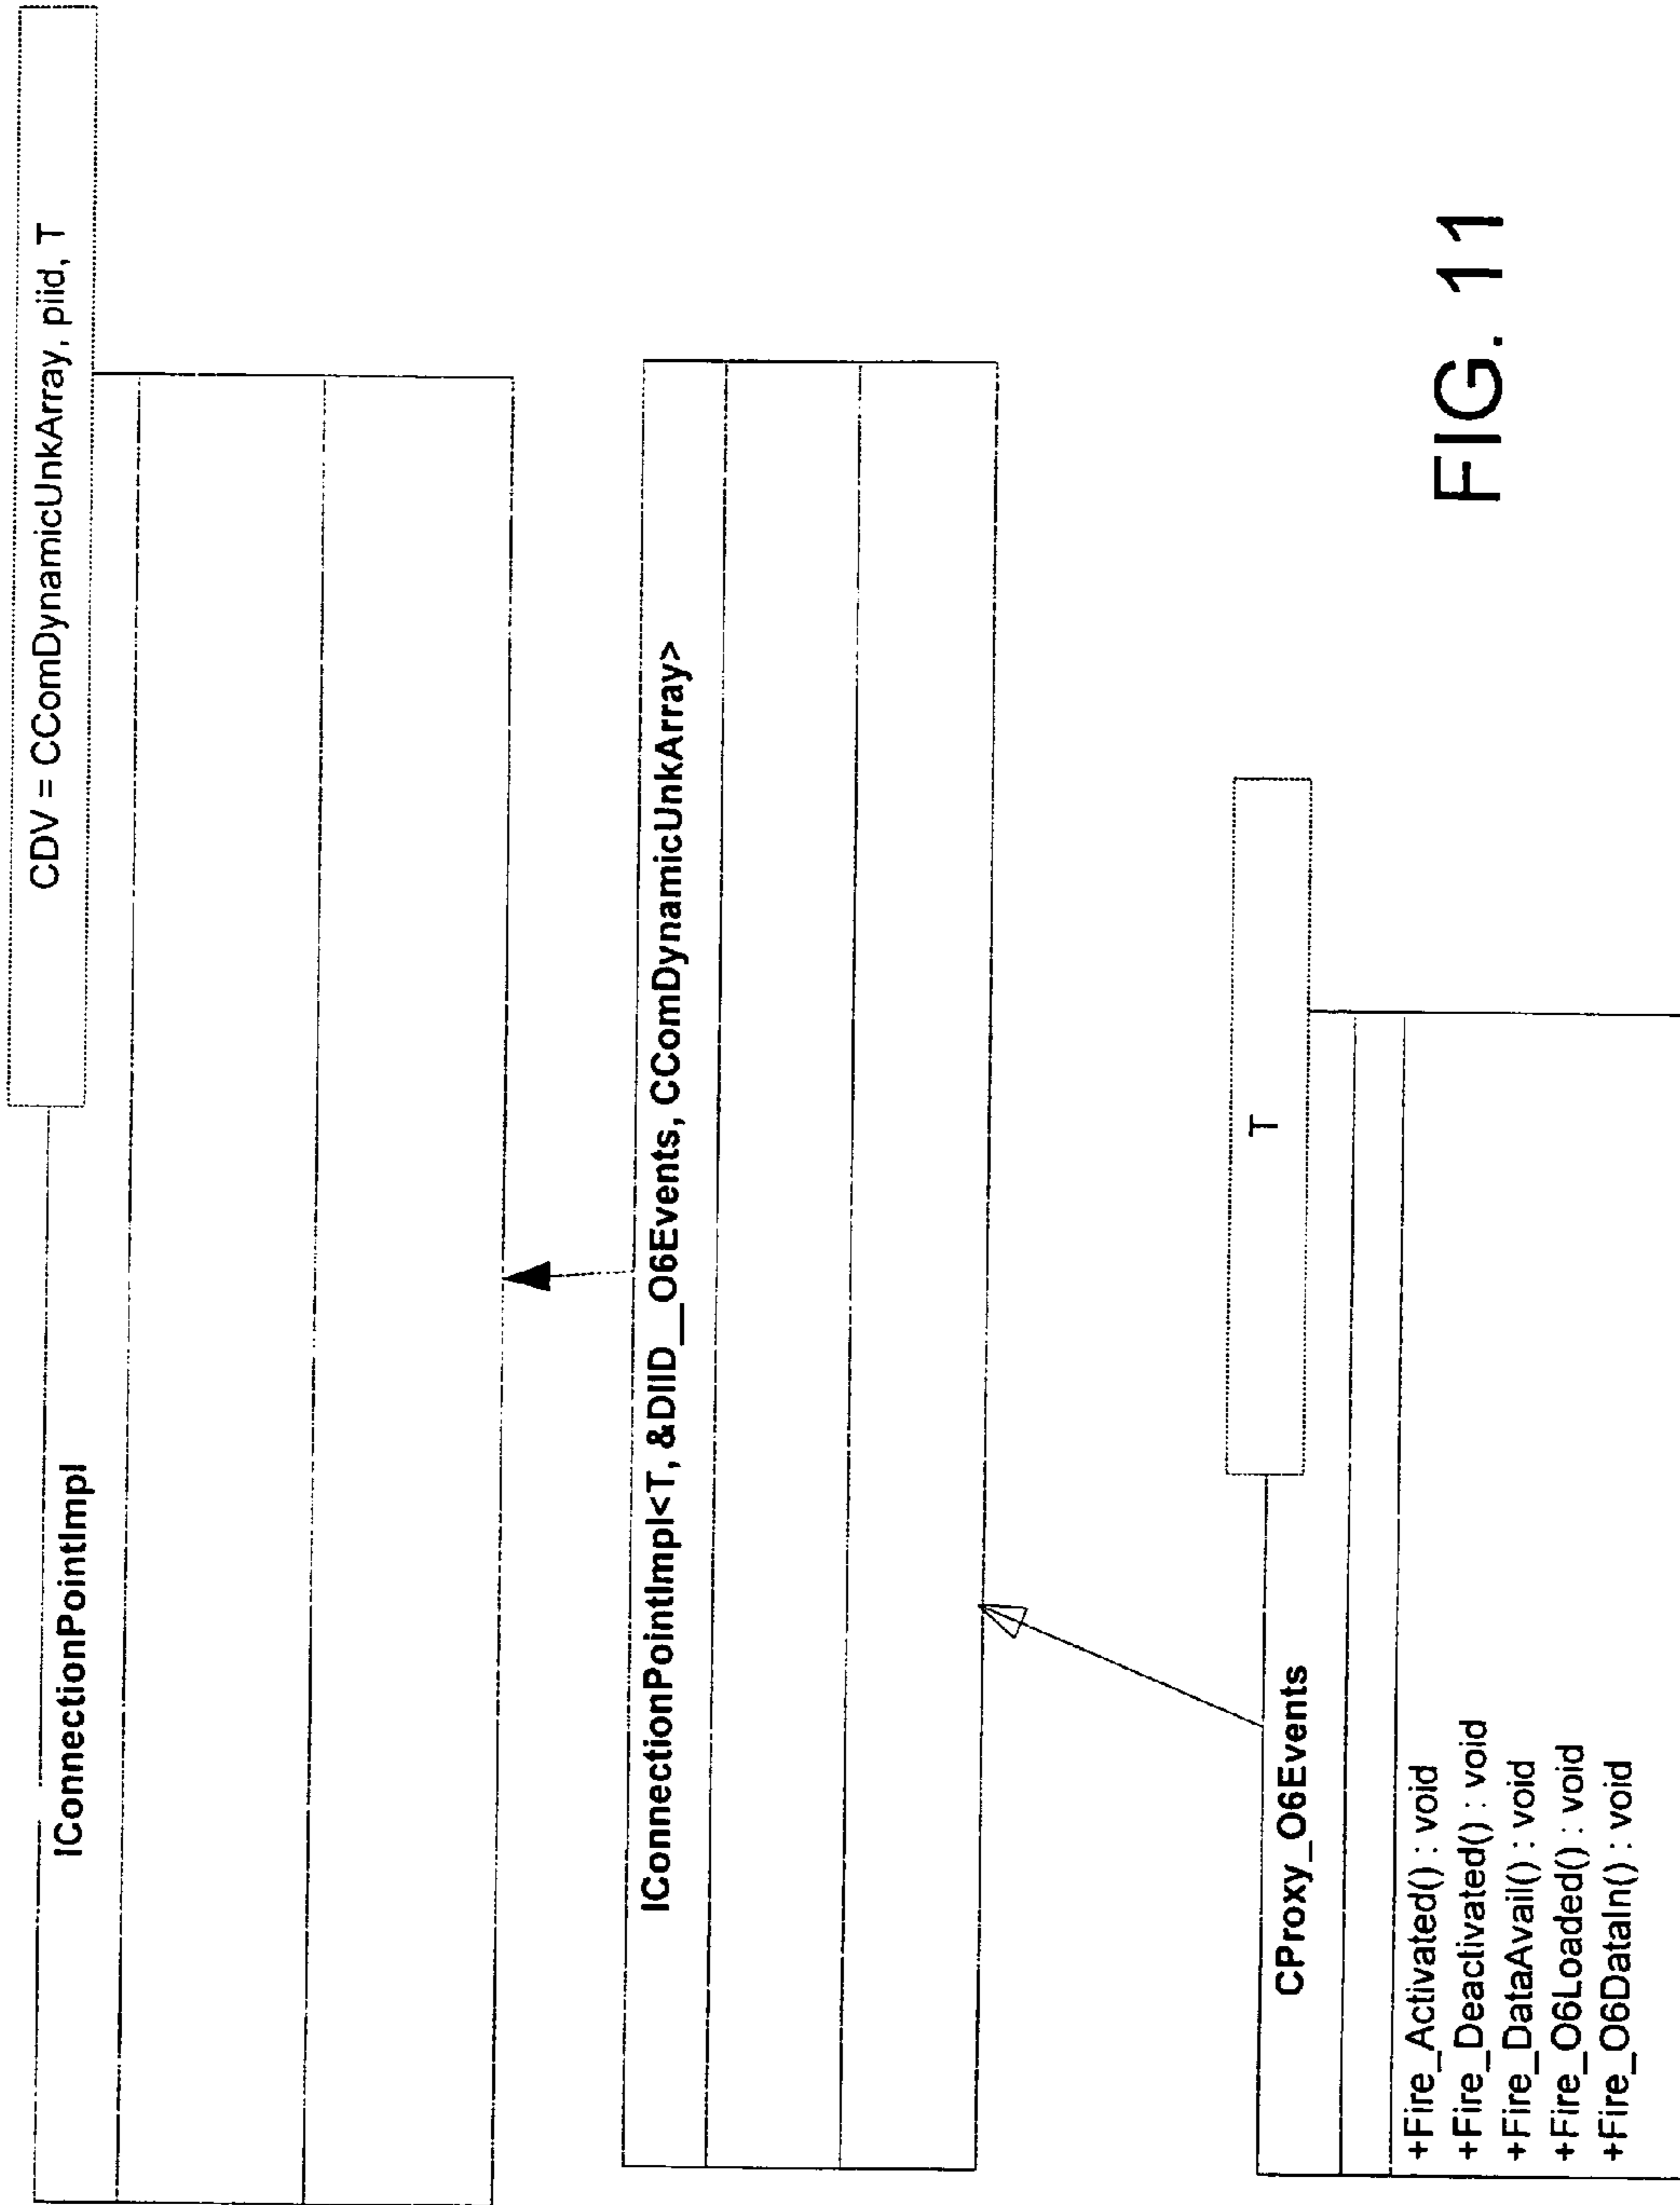 CDV = CComDynamicUnkArray, piid, T
IConnectionPointImpl
IConnectionPointImpl<T, &DIID__O6Events, CComDynamicUnkArray>
T
CProxy_O6Events
+Fire_Activated() : void
+Fire_Deactivated() : void
+Fire_DataAvail() : void
+Fire_O6Loaded() : void
+Fire_O6DataIn() : void
FIG. 11